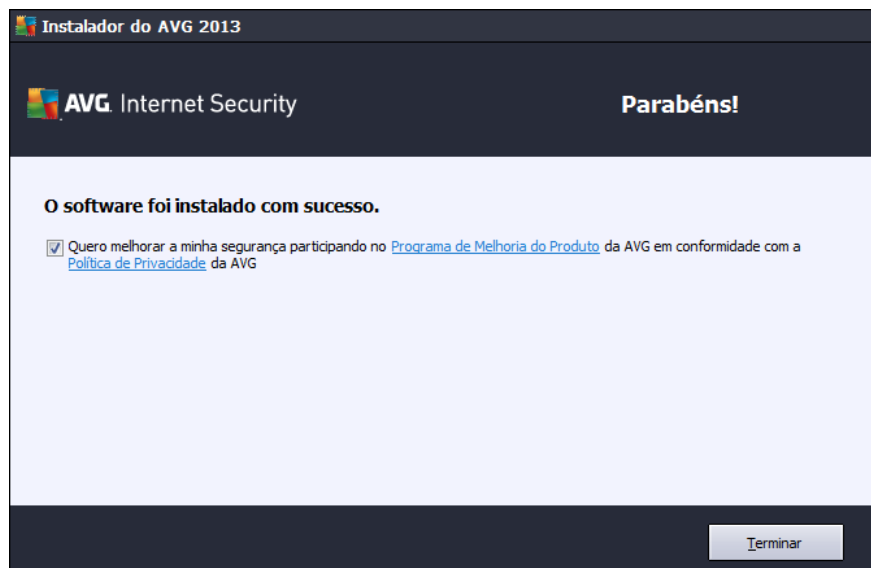 Instalador do AVG 2013
AVG. Internet Security
Parabéns!
O software foi instalado com sucesso.
Quero melhorar a minha segurança participando no Programa de Melhoria do Produto da AVG em conformidade com a
Política de Privacidade da AVG
Terminar